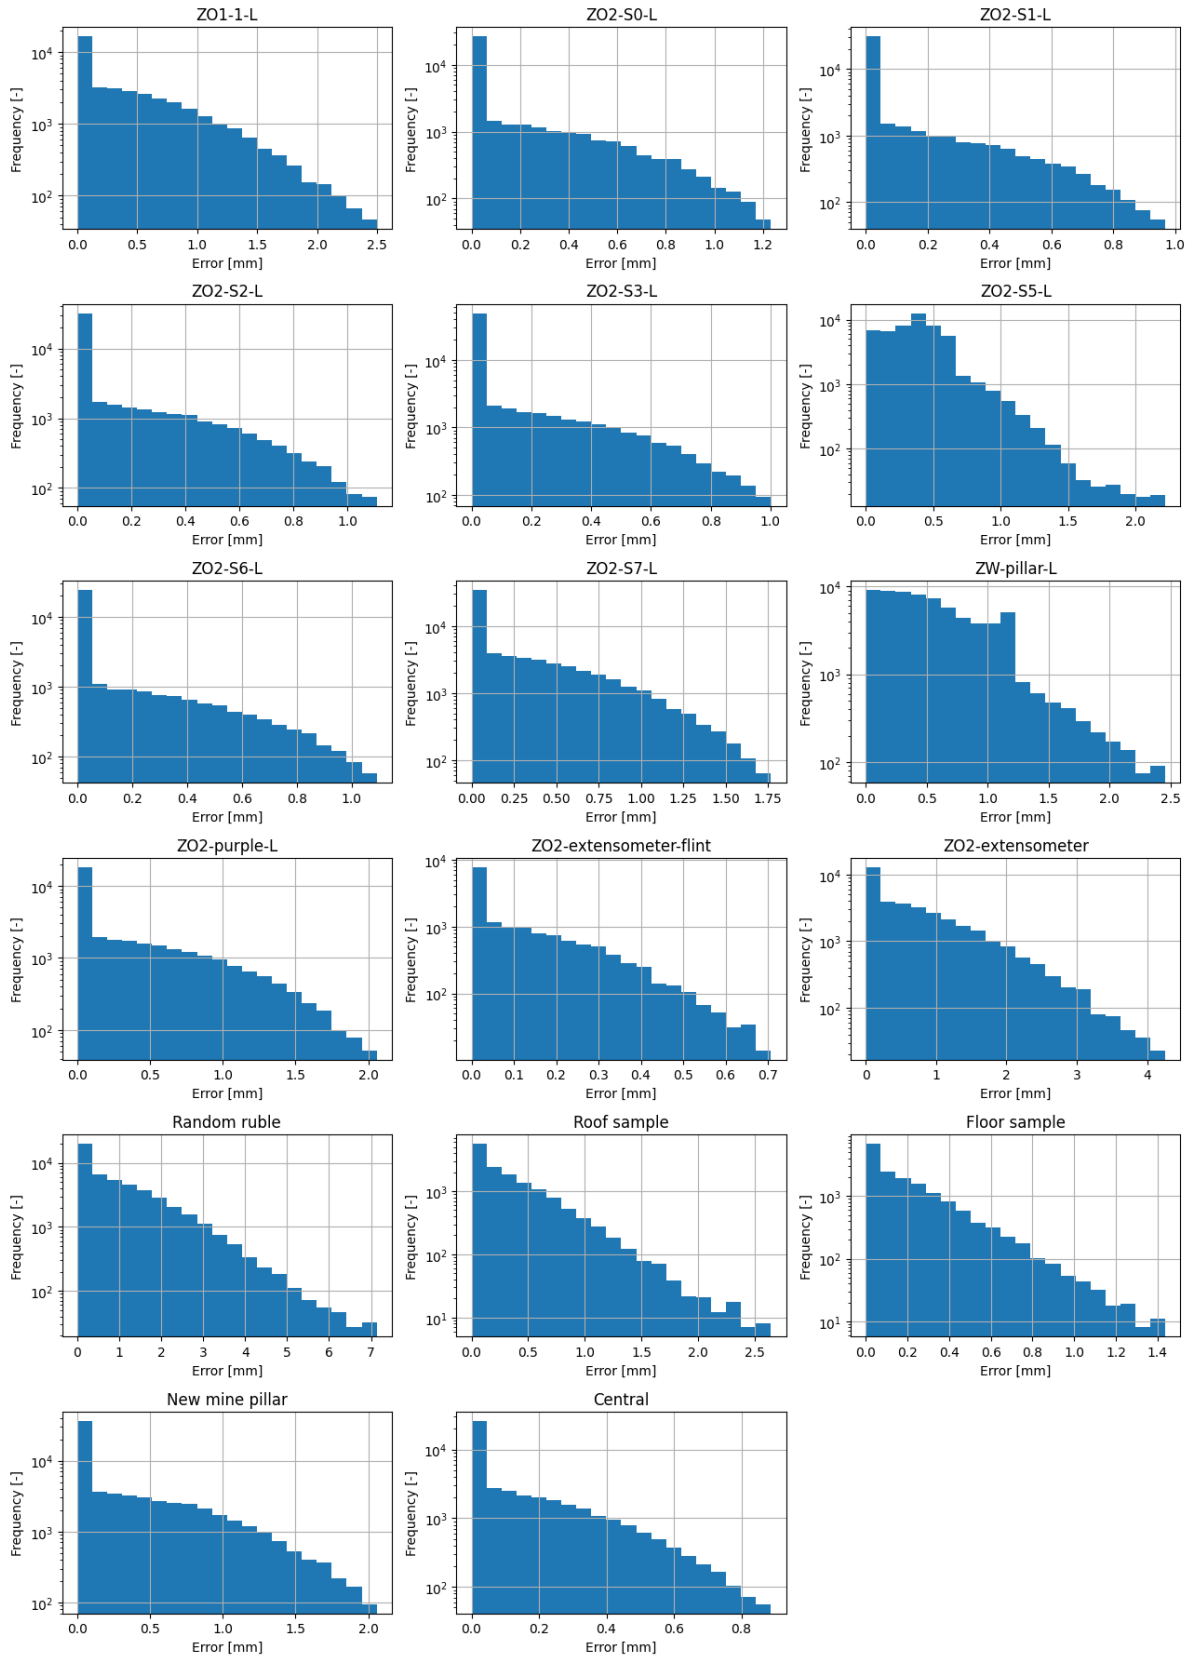 ZO1-1-L
Frequency [-]
10^4
10^3
10^2
0.0 0.5 1.0 1.5 2.0 2.5
Error [mm]
ZO2-S0-L
Frequency [-]
10^4
10^3
10^2
0.0 0.2 0.4 0.6 0.8 1.0 1.2
Error [mm]
ZO2-S1-L
Frequency [-]
10^4
10^3
10^2
0.0 0.2 0.4 0.6 0.8 1.0
Error [mm]
ZO2-S2-L
Frequency [-]
10^4
10^3
10^2
0.0 0.2 0.4 0.6 0.8 1.0
Error [mm]
ZO2-S3-L
Frequency [-]
10^4
10^3
10^2
0.0 0.2 0.4 0.6 0.8 1.0
Error [mm]
ZO2-S5-L
Frequency [-]
10^4
10^3
10^2
0.0 0.5 1.0 1.5 2.0
Error [mm]
ZO2-S6-L
Frequency [-]
10^4
10^3
10^2
0.0 0.2 0.4 0.6 0.8 1.0
Error [mm]
ZO2-S7-L
Frequency [-]
10^4
10^3
10^2
0.00 0.25 0.50 0.75 1.00 1.25 1.50 1.75
Error [mm]
ZW-pillar-L
Frequency [-]
10^4
10^3
10^2
0.0 0.5 1.0 1.5 2.0 2.5
Error [mm]
ZO2-purple-L
Frequency [-]
10^4
10^3
10^2
0.0 0.5 1.0 1.5 2.0
Error [mm]
ZO2-extensometer-flint
Frequency [-]
10^4
10^3
10^2
0.0 0.1 0.2 0.3 0.4 0.5 0.6 0.7
Error [mm]
ZO2-extensometer
Frequency [-]
10^4
10^3
10^2
0 1 2 3 4
Error [mm]
Random ruble
Frequency [-]
10^4
10^3
10^2
0 1 2 3 4 5 6 7
Error [mm]
Roof sample
Frequency [-]
10^3
10^2
10^1
0.0 0.5 1.0 1.5 2.0 2.5
Error [mm]
Floor sample
Frequency [-]
10^3
10^2
10^1
0.0 0.2 0.4 0.6 0.8 1.0 1.2 1.4
Error [mm]
New mine pillar
Frequency [-]
10^4
10^3
10^2
0.0 0.5 1.0 1.5 2.0
Error [mm]
Central
Frequency [-]
10^4
10^3
10^2
0.0 0.2 0.4 0.6 0.8
Error [mm]